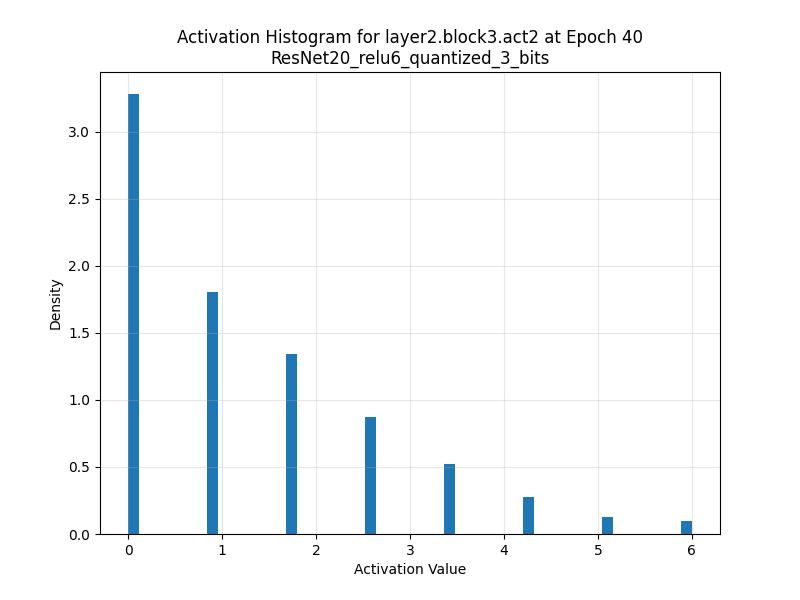 Activation Histogram for layer2.block3.act2 at Epoch 40
ResNet20_relu6_quantized_3_bits
3.0
2.5
2.0
1.5
1.0
0.5
0.0
Density
0 1 2 3 4 5 6
Activation Value